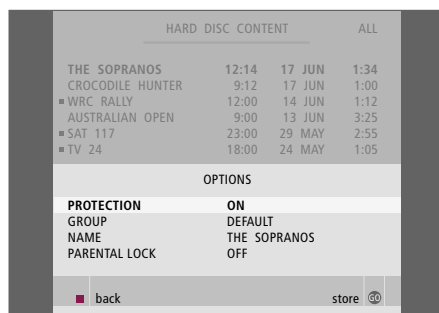 HARD DISC CONTENT ALL
THE SOPRANOS 12:14 17 JUN 1:34
CROCODILE HUNTER 9:12 17 JUN 1:00
WRC RALLY 12:00 14 JUN 1:12
AUSTRALIAN OPEN 9:00 13 JUN 3:25
SAT 117 23:00 29 MAY 2:55
TV 24 18:00 24 MAY 1:05
OPTIONS
PROTECTION ON
GROUP DEFAULT
NAME THE SOPRANOS
PARENTAL LOCK OFF
back store GO